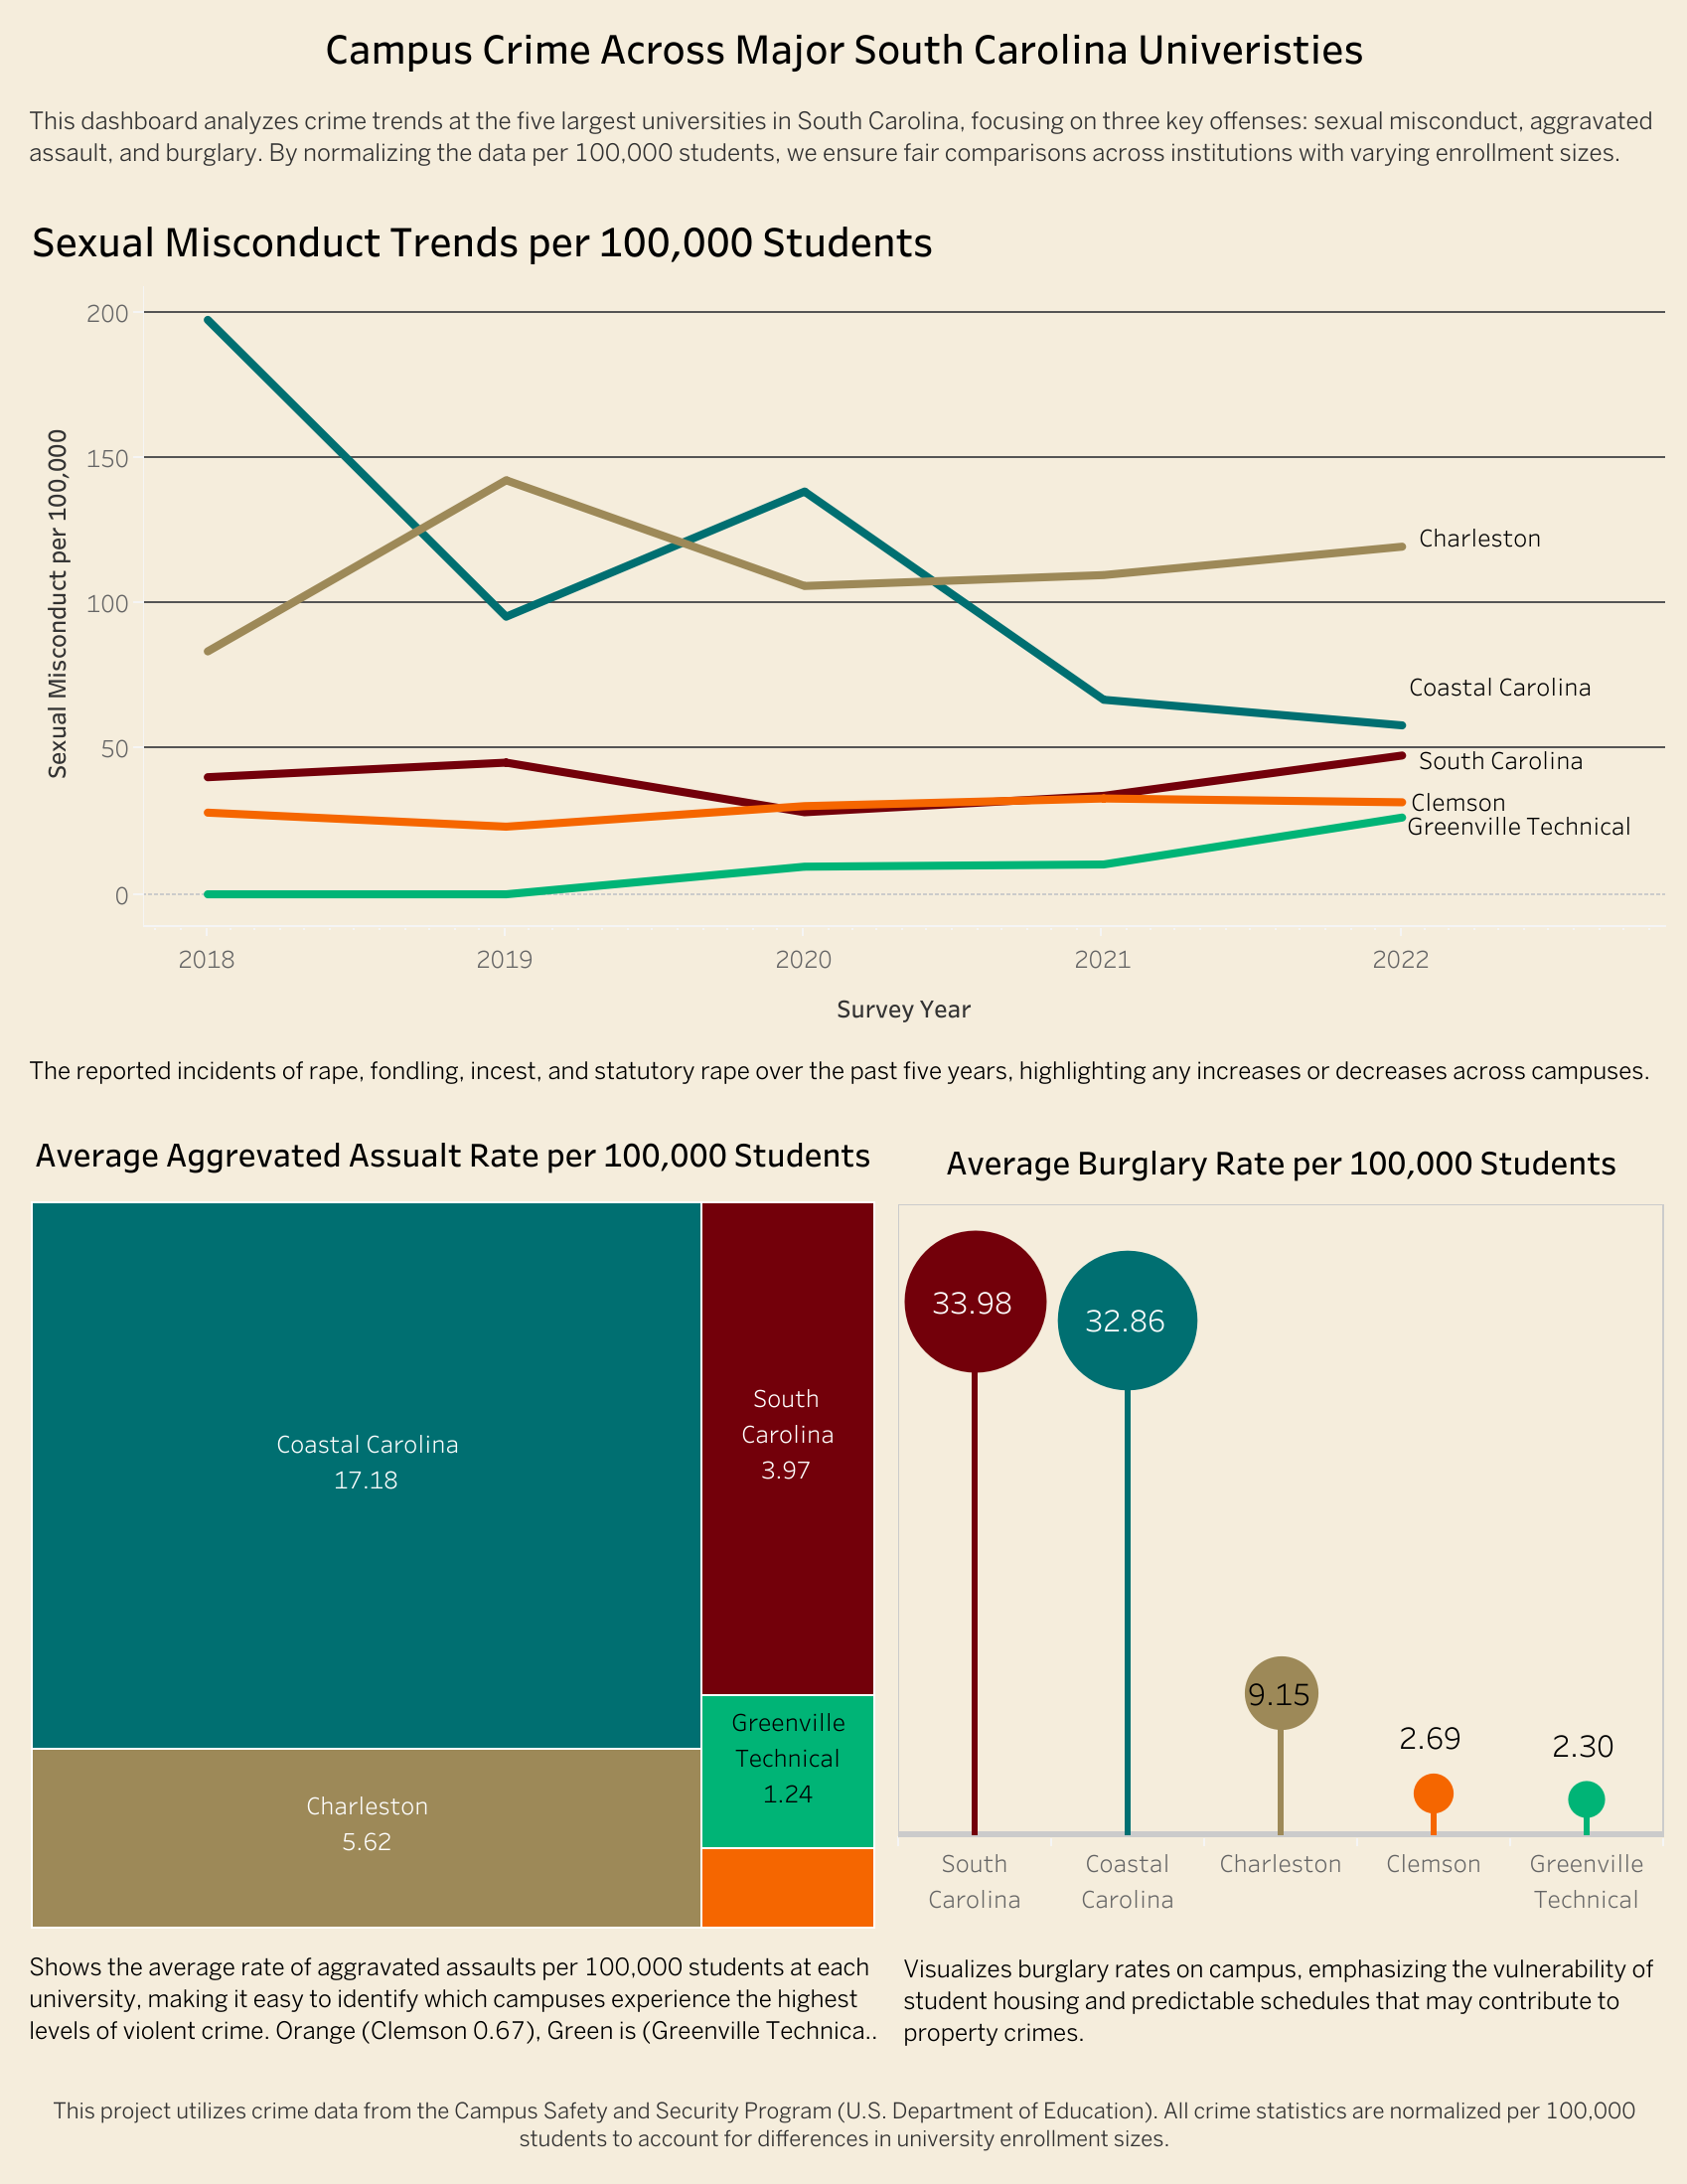 Campus Crime Across Major South Carolina Univeristies
This dashboard analyzes crime trends at the five largest universities in South Carolina, focusing on three key offenses: sexual misconduct, aggravated
assault, and burglary. By normalizing the data per 100,000 students, we ensure fair comparisons across institutions with varying enrollment sizes.
Sexual Misconduct Trends per 100,000 Students
Sexual Misconduct per 100,000
200
150
100
50
0
Charleston
Coastal Carolina
South Carolina
Clemson
Greenville Technical
2018
2019
2020
2021
2022
Survey Year
The reported incidents of rape, fondling, incest, and statutory rape over the past five years, highlighting any increases or decreases across campuses.
Average Aggrevated Assualt Rate per 100,000 Students
Coastal Carolina
17.18
South
Carolina
3.97
Greenville
Technical
1.24
Charleston
5.62
Shows the average rate of aggravated assaults per 100,000 students at each
university, making it easy to identify which campuses experience the highest
levels of violent crime. Orange (Clemson 0.67), Green is (Greenville Technica..
Average Burglary Rate per 100,000 Students
33.98
32.86
9.15
2.69
2.30
South
Carolina
Coastal
Carolina
Charleston
Clemson
Greenville
Technical
Visualizes burglary rates on campus, emphasizing the vulnerability of
student housing and predictable schedules that may contribute to
property crimes.
This project utilizes crime data from the Campus Safety and Security Program (U.S. Department of Education). All crime statistics are normalized per 100,000
students to account for differences in university enrollment sizes.